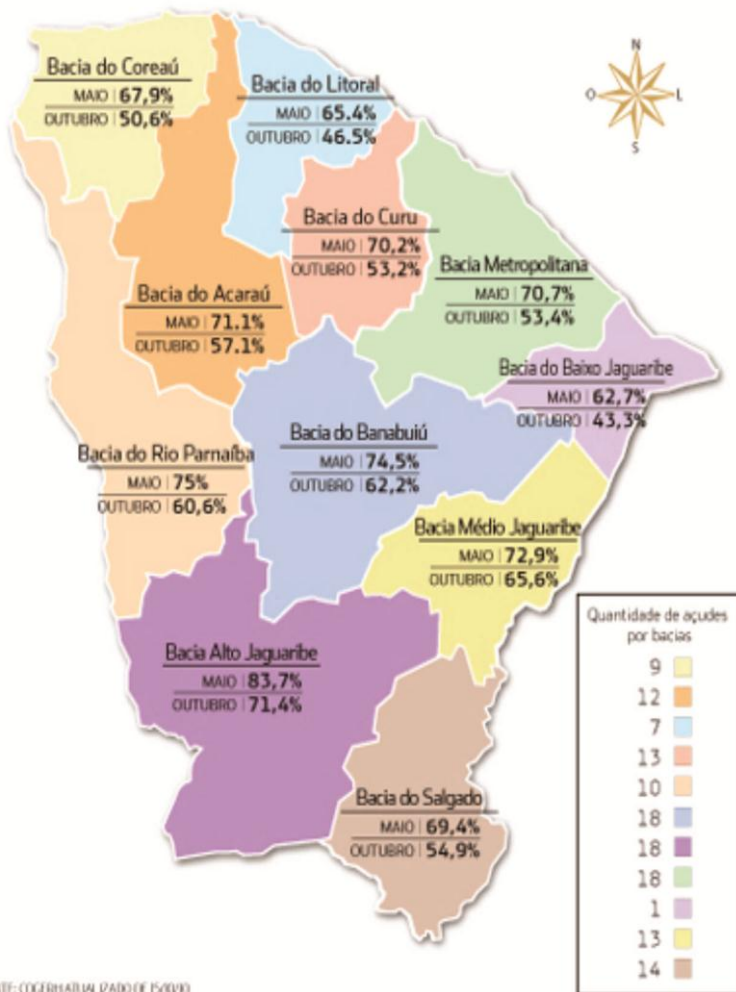 Bacia do Coreaú
MAIO | 67,9%
OUTUBRO | 50,6%
Bacia do Litoral
MAIO | 65.4%
OUTUBRO | 46.5%
N
O
L
S
Bacia do Curu
MAIO | 70,2%
OUTUBRO | 53,2%
Bacia Metropolitana
MAIO | 70,7%
OUTUBRO | 53,4%
Bacia do Acaraú
MAIO | 71.1%
OUTUBRO | 57.1%
Bacia do Baixo Jaguaribe
MAIO | 62,7%
OUTUBRO | 43,3%
Bacia do Banabuiú
MAIO | 74,5%
OUTUBRO | 62,2%
Bacia do Rio Parnaíba
MAIO | 75%
OUTUBRO | 60,6%
Bacia Médio Jaguaribe
MAIO | 72,9%
OUTUBRO | 65,6%
Bacia Alto Jaguaribe
MAIO | 83,7%
OUTUBRO | 71,4%
Bacia do Salgado
MAIO | 69,4%
OUTUBRO | 54,9%
Quantidade de açudes
por bacias
9
12
7
13
10
18
18
18
1
13
14
COGERH ATUALIZADO DE